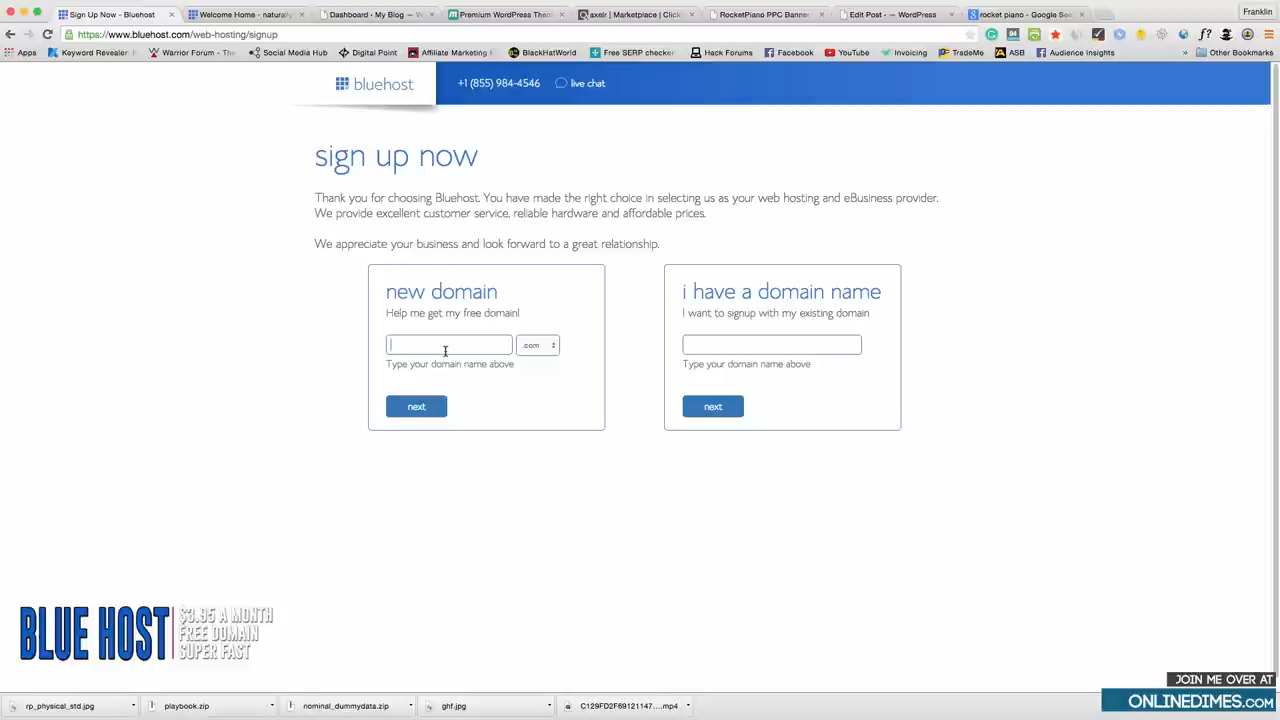 Sign Up Now - Bluehost
Welcome Home - natural
Dashboard ‹ My Blog — W
Premium WordPress The
axelr | Marketplace | Click
RocketPiano PPC Banne
Edit Post ‹ — WordPress
rocket piano - Google Sea
Franklin
https://www.bluehost.com/web-hosting/signup
Apps
Keyword Revealer
Warrior Forum - The
Social Media Hub
Digital Point
Affiliate Marketing
BlackHatWorld
Free SERP checker
Hack Forums
Facebook
YouTube
Invoicing
TradeMe
ASB
Audience Insights
»
Other Bookmarks
bluehost
+1 (855) 984-4546
live chat
sign up now
Thank you for choosing Bluehost. You have made the right choice in selecting us as your web hosting and eBusiness provider.
We provide excellent customer service, reliable hardware and affordable prices.
We appreciate your business and look forward to a great relationship.
new domain
Help me get my free domain!
.com
Type your domain name above
next
i have a domain name
I want to signup with my existing domain
Type your domain name above
next
BLUE HOST
$3.95 A MONTH
FREE DOMAIN
SUPER FAST
JOIN ME OVER AT
ONLINEDIMES.COM
rp_physical_std.jpg
playbook.zip
nominal_dummydata.zip
ghf.jpg
C129FD2F69121147....mp4